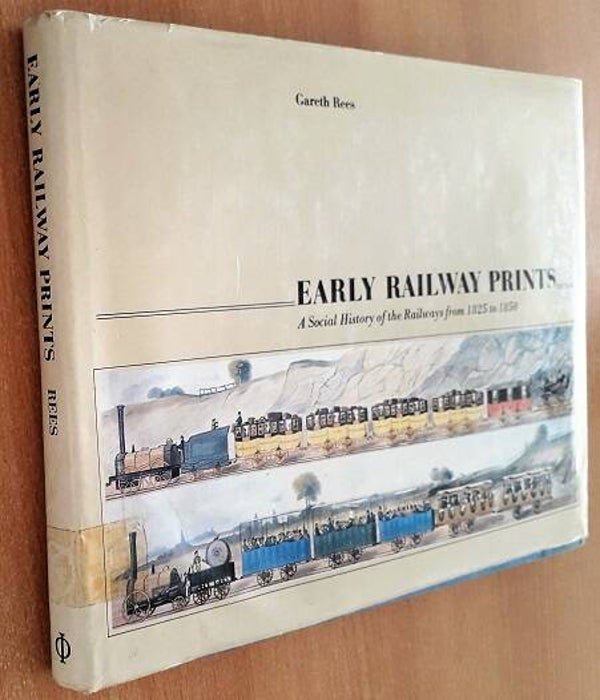 EARLY RAILWAY PRINTS REES
Gareth Rees
EARLY RAILWAY PRINTS
A Social History of the Railways from 1825 to 1850